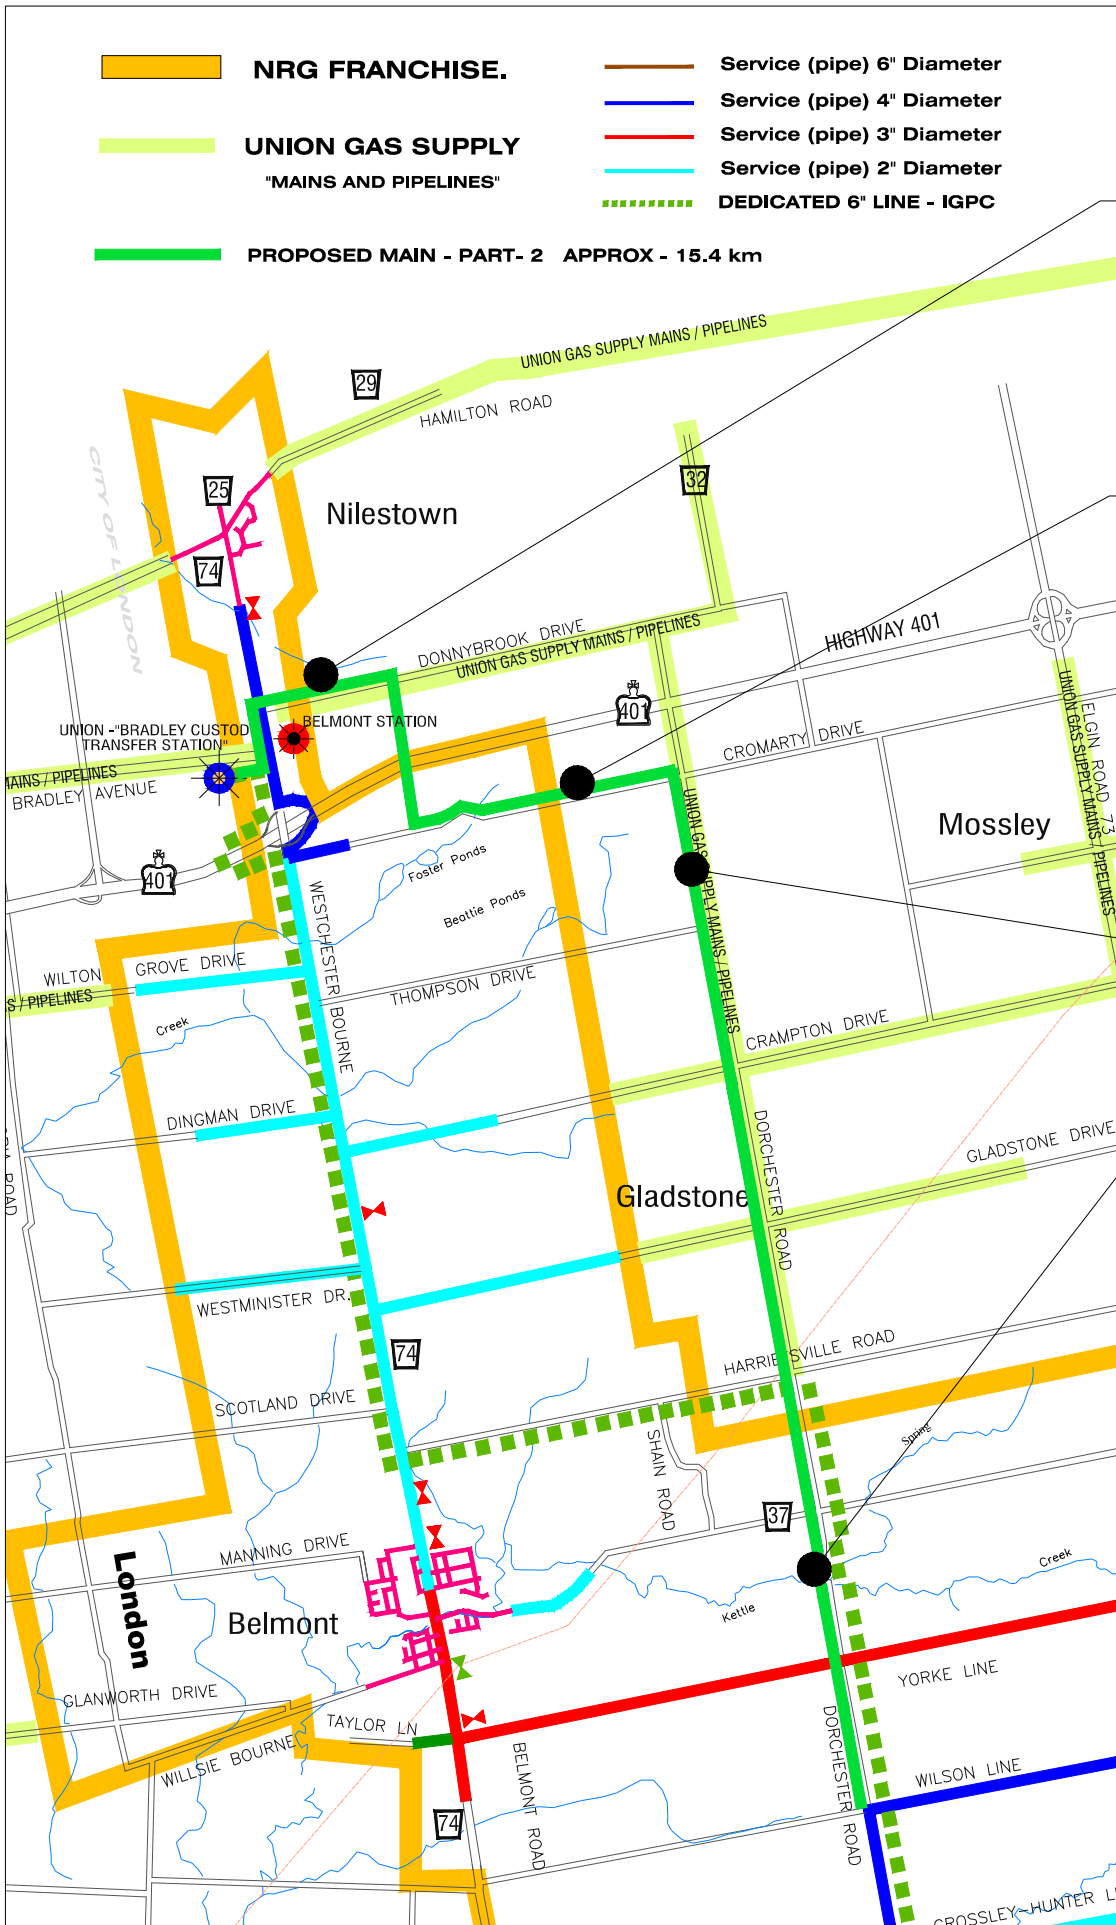 NRG FRANCHISE.
UNION GAS SUPPLY
"MAINS AND PIPELINES"
Service (pipe) 6" Diameter
Service (pipe) 4" Diameter
Service (pipe) 3" Diameter
Service (pipe) 2" Diameter
DEDICATED 6" LINE - IGPC
PROPOSED MAIN - PART- 2 APPROX - 15.4 km
UNION GAS SUPPLY MAINS / PIPELINES
29
HAMILTON ROAD
CITY OF LONDON
25
32
Nilestown
74
DONNYBROOK DRIVE
UNION GAS SUPPLY MAINS / PIPELINES
HIGHWAY 401
401
UNION -"BRADLEY CUSTOD
TRANSFER STATION"
BELMONT STATION
CROMARTY DRIVE
UNION GAS SUPPLY MAINS / PIPELINES
ELGIN ROAD 73
MAINS / PIPELINES
BRADLEY AVENUE
UNION GAS SUPPLY MAINS / PIPELINES
Mossley
401
Foster Ponds
Beattie Ponds
WESTCHESTER BOURNE
WILTON GROVE DRIVE
S / PIPELINES
THOMPSON DRIVE
Creek
CRAMPTON DRIVE
DINGMAN DRIVE
ROAD
DORCHESTER ROAD
GLADSTONE DRIVE
Gladstone
WESTMINISTER DR.
74
HARRIETSVILLE ROAD
SCOTLAND DRIVE
SHAIN ROAD
Spring
37
MANNING DRIVE
London
Belmont
Creek
Kettle
YORKE LINE
GLANWORTH DRIVE
TAYLOR LN
WILLSIE BOURNE
BELMONT ROAD
DORCHESTER ROAD
WILSON LINE
74
CROSSLEY-HUNTER L